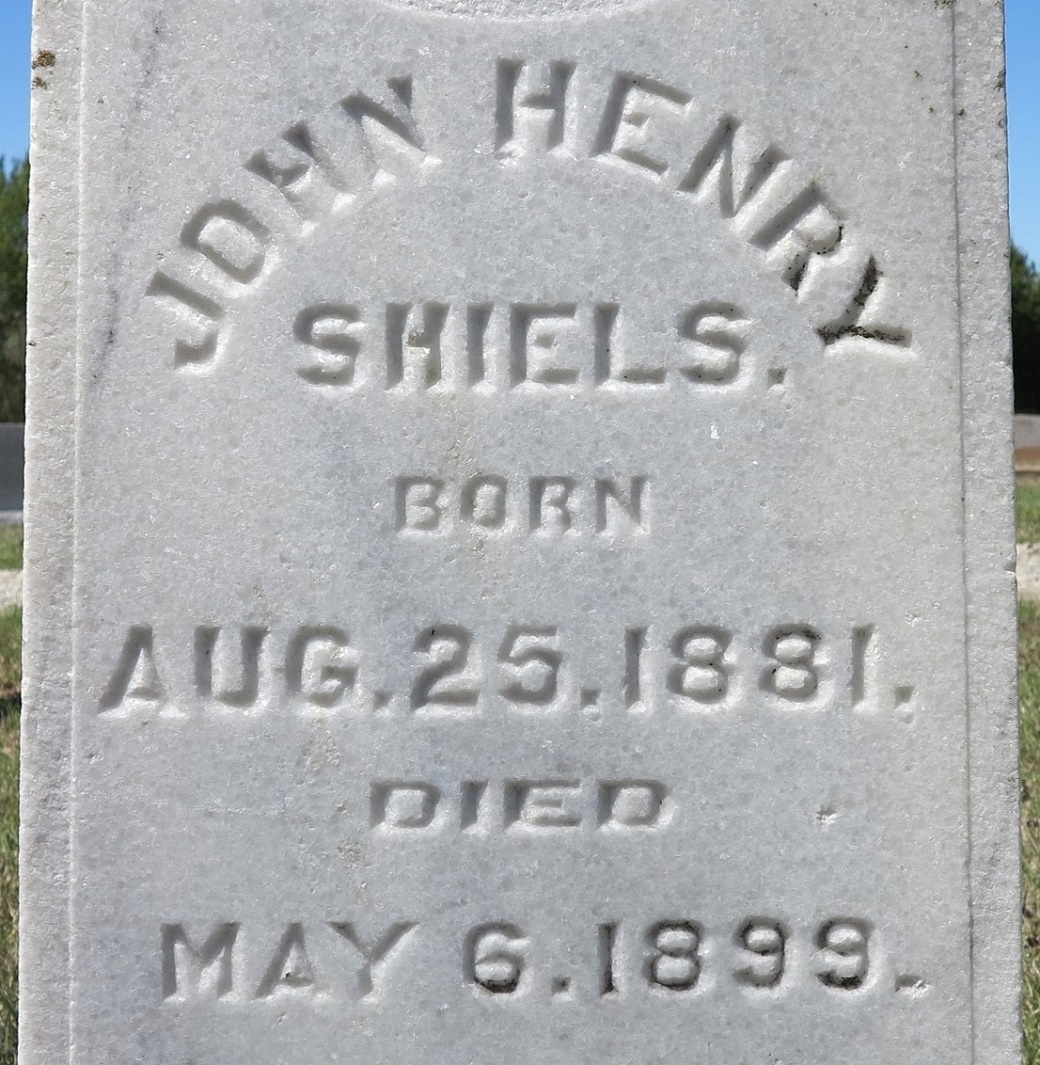 JOHN HENRY
SHIELS.
BORN
AUG. 25. 1881.
DIED
MAY 6. 1899.